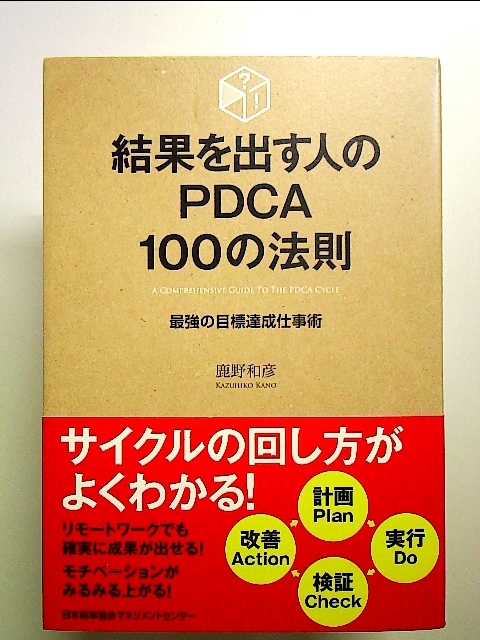 ?
!
結果を出す人の
PDCA
100の法則
A COMPREHENSIVE GUIDE TO THE PDCA CYCLE
最強の目標達成仕事術
鹿野和彦
KAZUHIKO KANO
サイクルの回し方が
よくわかる!
リモートワークでも
確実に成果が出せる!
モチベーションが
みるみる上がる!
計画
Plan
実行
Do
検証
Check
改善
Action
日本能率協会マネジメントセンター